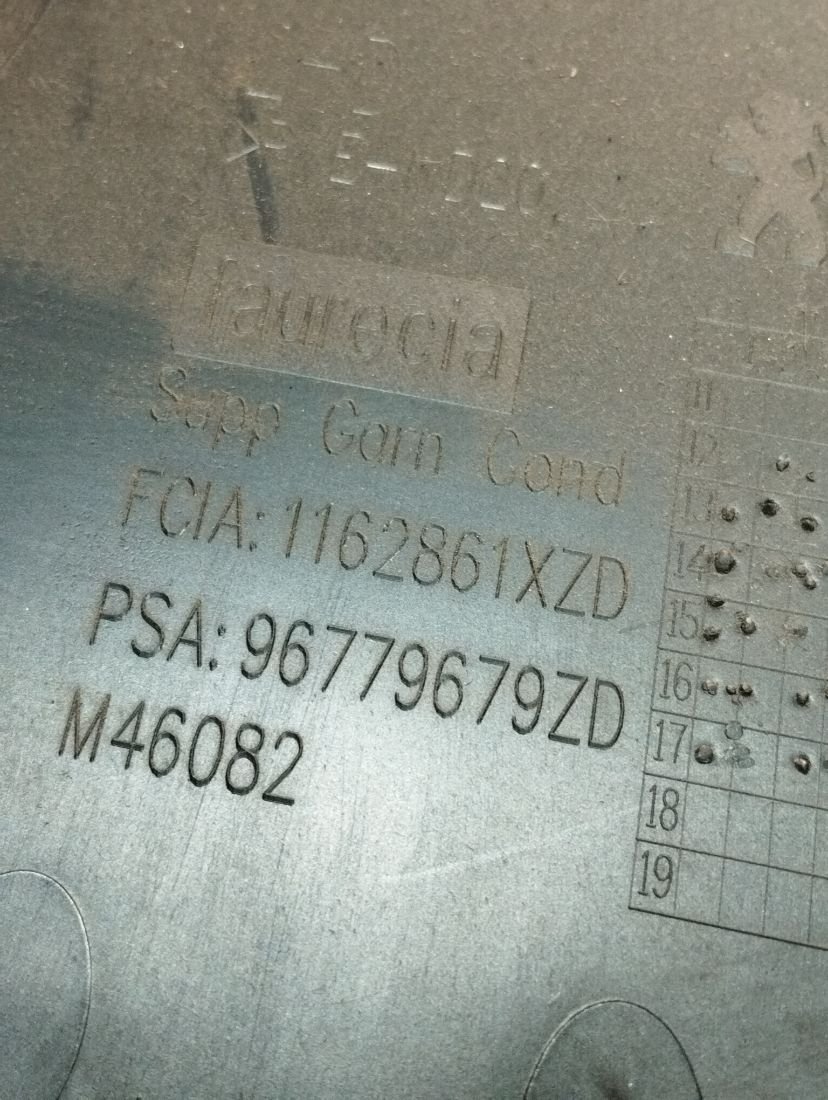 faurecia
Supp Garn Cond
FCIA: 1162861XZD
PSA: 96779679ZD
M46082
11
12
13
14
15
16
17
18
19